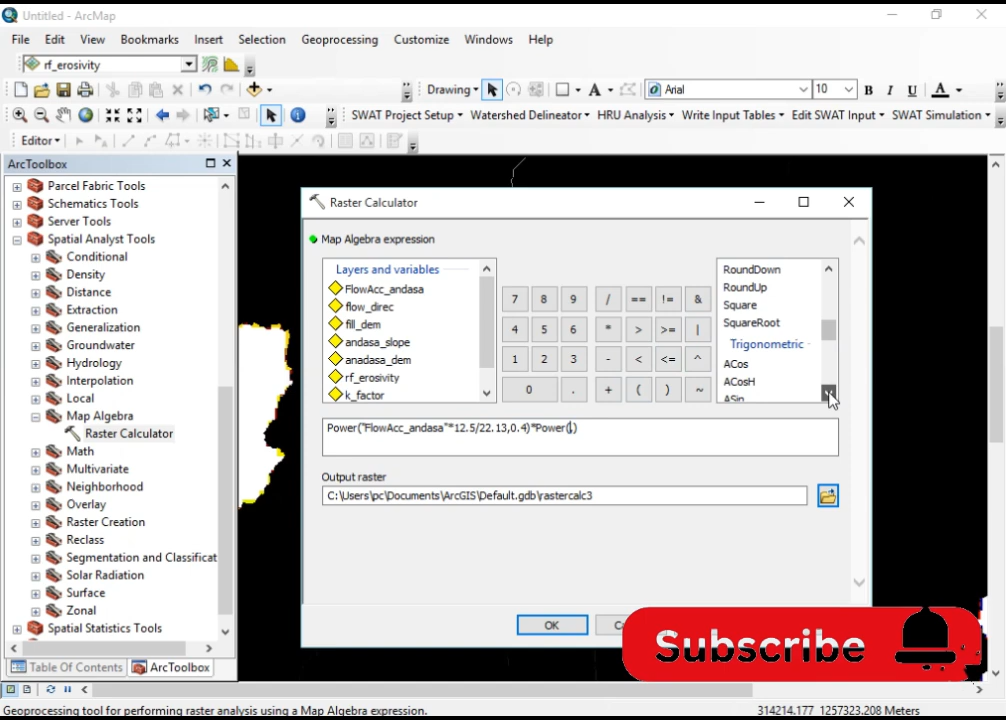 Untitled - ArcMap
File Edit View Bookmarks Insert Selection Geoprocessing Customize Windows Help
rf_erosivity
Drawing Arial 10 B I U A
SWAT Project Setup Watershed Delineator HRU Analysis Write Input Tables Edit SWAT Input SWAT Simulation
Editor
ArcToolbox
Parcel Fabric Tools
Schematics Tools
Server Tools
Spatial Analyst Tools
Conditional
Density
Distance
Extraction
Generalization
Groundwater
Hydrology
Interpolation
Local
Map Algebra
Raster Calculator
Math
Multivariate
Neighborhood
Overlay
Raster Creation
Reclass
Segmentation and Classificat
Solar Radiation
Surface
Zonal
Spatial Statistics Tools
Table Of Contents ArcToolbox
Raster Calculator
Map Algebra expression
Layers and variables
FlowAcc_andasa
flow_direc
fill_dem
andasa_slope
anadasa_dem
rf_erosivity
k_factor
7 8 9 / == != &
4 5 6 * > >= |
1 2 3 - < <= ^
0 . + ( ) ~
RoundDown
RoundUp
Square
SquareRoot
Trigonometric
ACos
ACosH
ASin
Power("FlowAcc_andasa"*12.5/22.13,0.4)*Power(,)
Output raster
C:\Users\pc\Documents\ArcGIS\Default.gdb\rastercalc3
OK
Subscribe
Geoprocessing tool for performing raster analysis using a Map Algebra expression.
314214.177 1257323.208 Meters